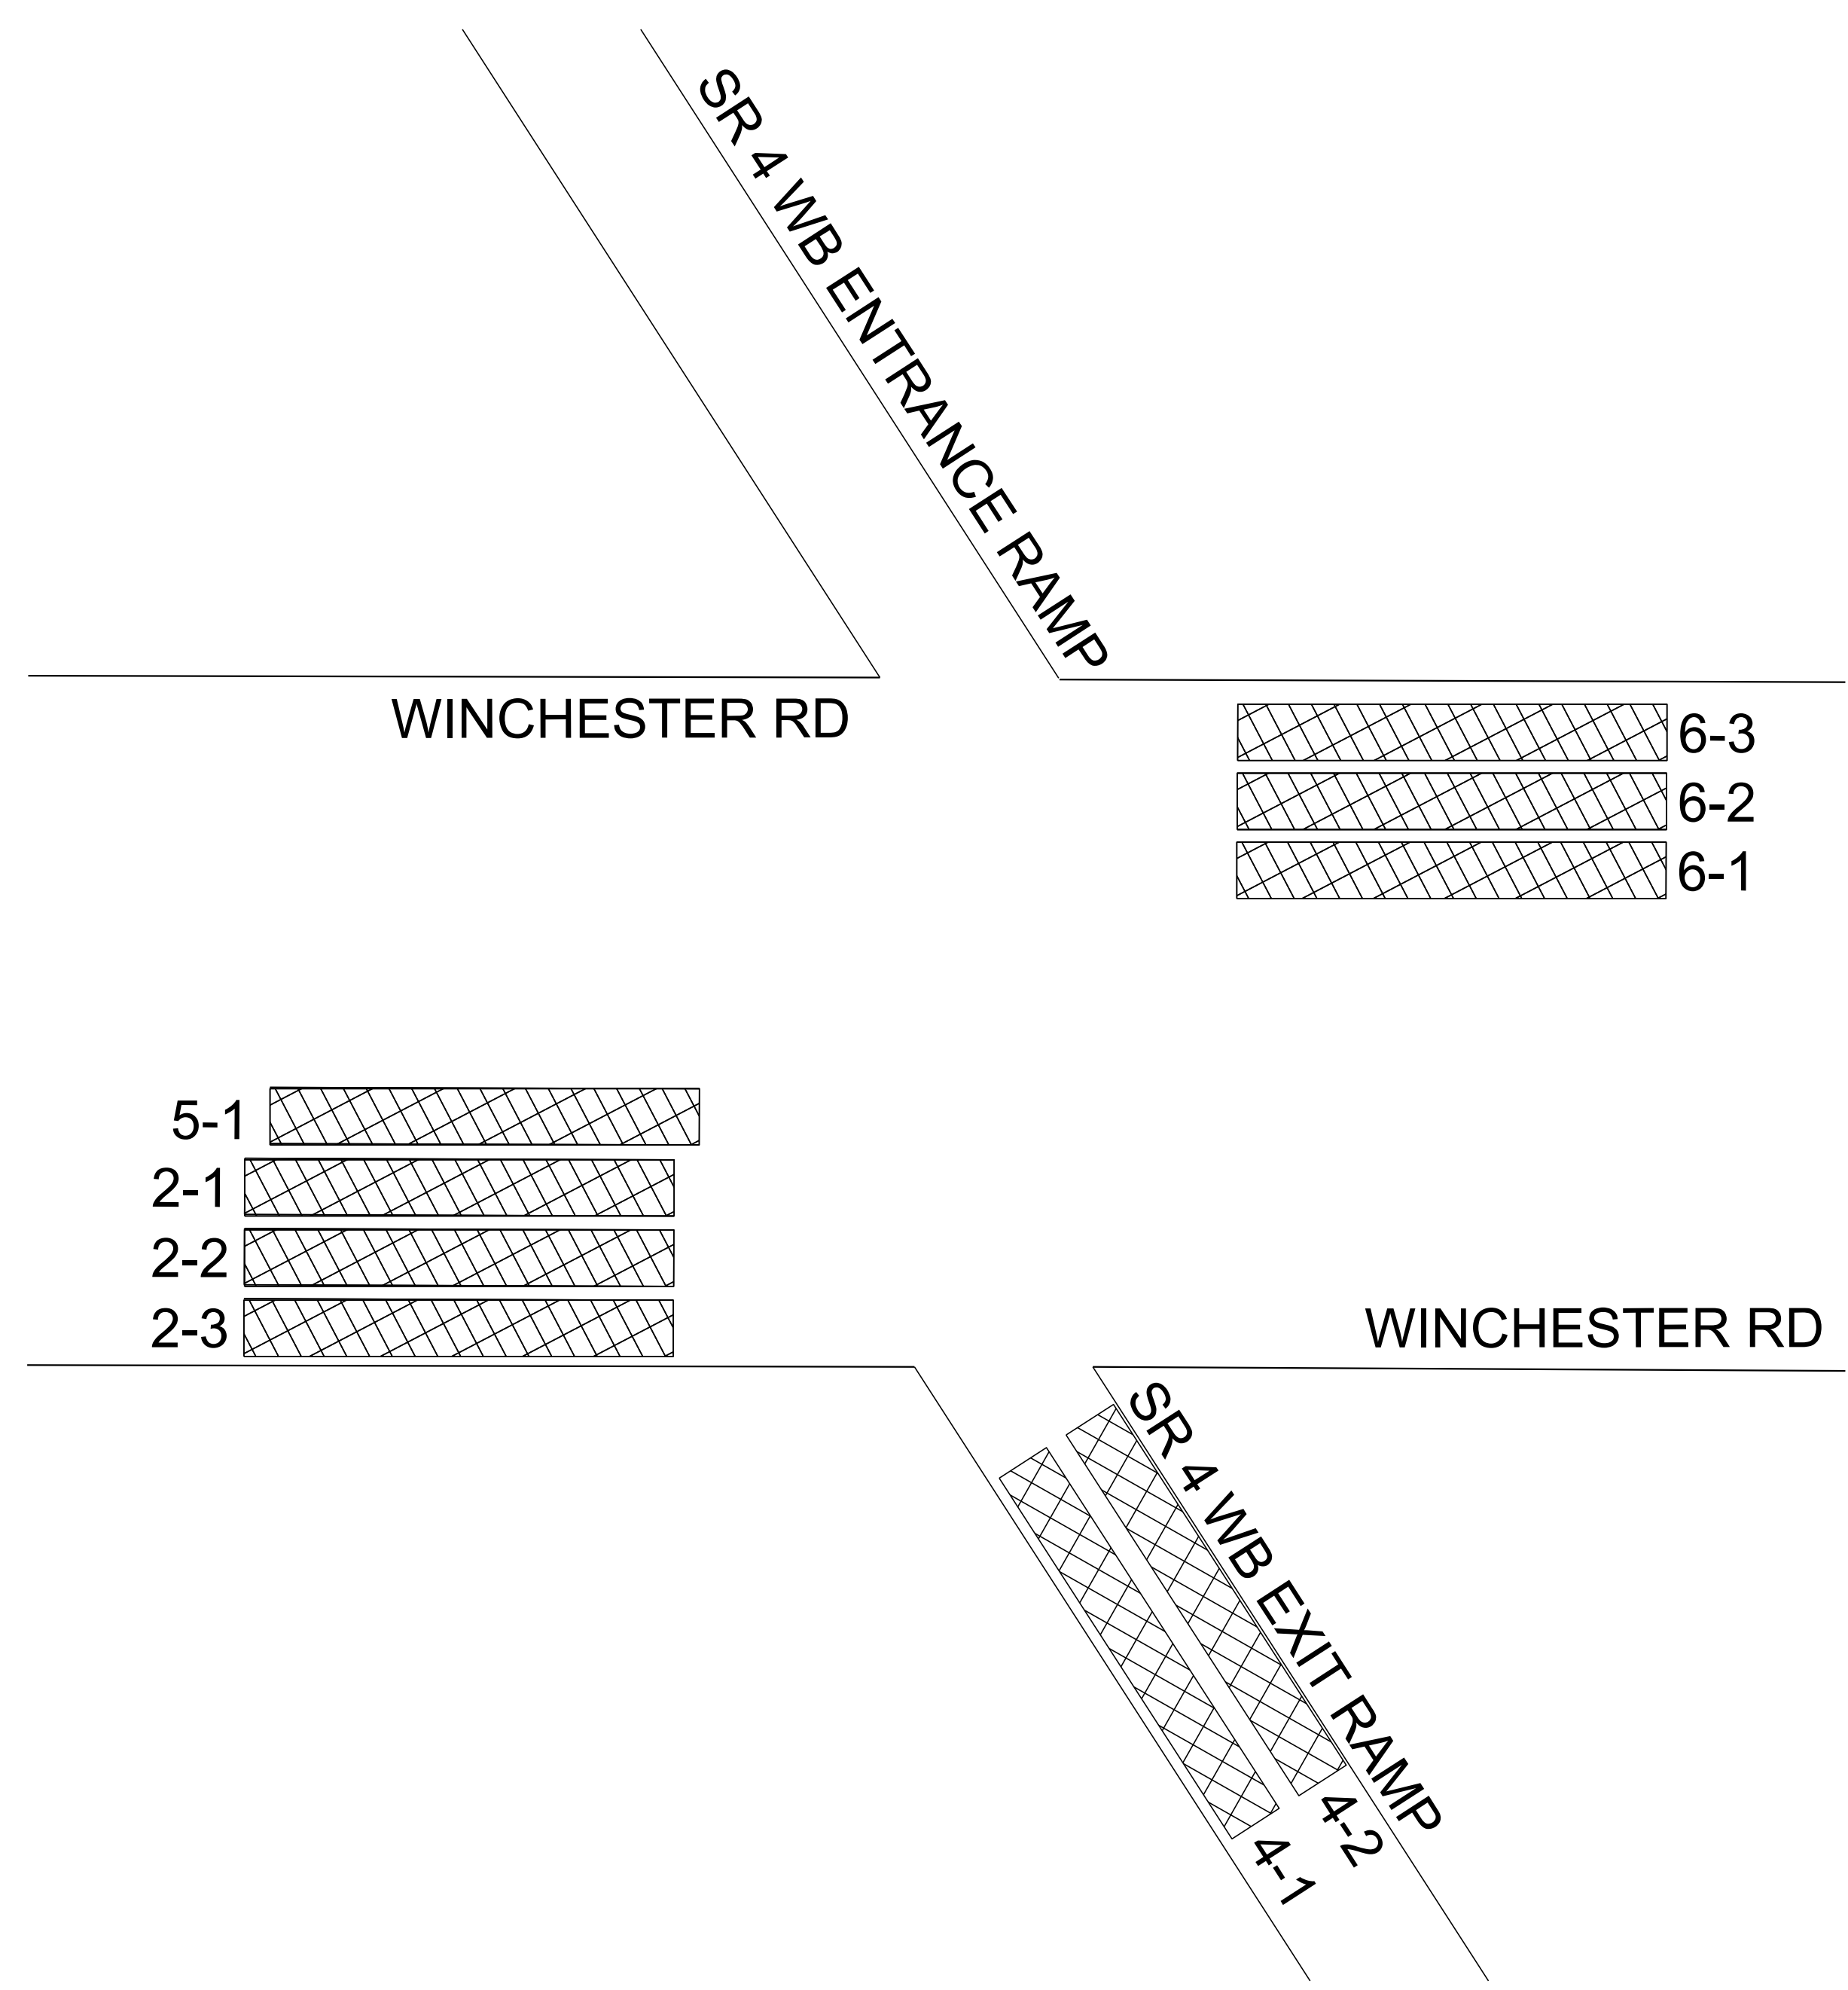 SR 4 WB ENTRANCE RAMP
WINCHESTER RD
6-3
6-2
6-1
5-1
2-1
2-2
2-3
WINCHESTER RD
SR 4 WB EXIT RAMP
4-2
4-1